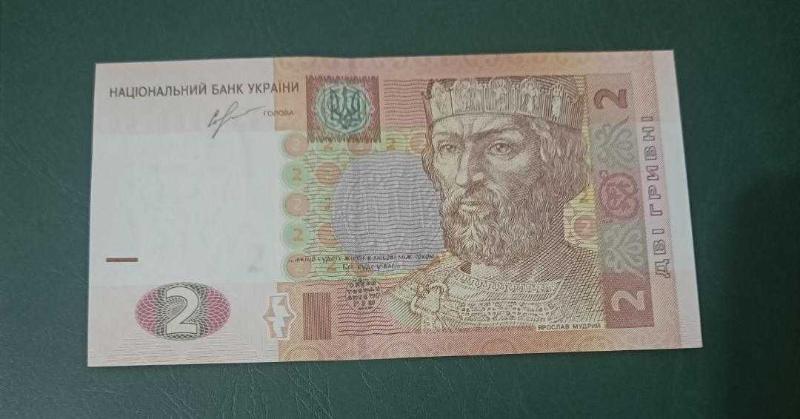 НАЦІОНАЛЬНИЙ БАНК УКРАЇНИ
ГОЛОВА
2
ДВІ ГРИВНІ
2
2
ЯРОСЛАВ МУДРИЙ